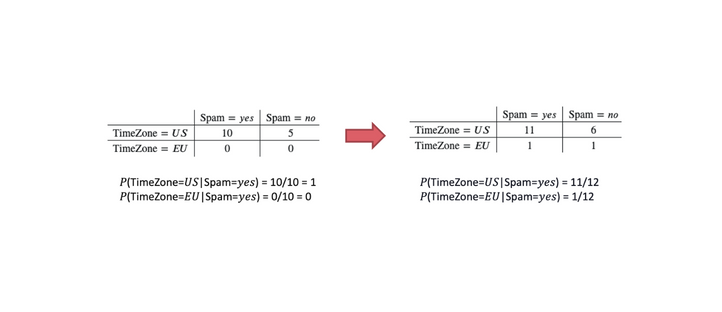 Spam = yes Spam = no
TimeZone = US 10 5
TimeZone = EU 0 0
P(TimeZone=US|Spam=yes) = 10/10 = 1
P(TimeZone=EU|Spam=yes) = 0/10 = 0
Spam = yes Spam = no
TimeZone = US 11 6
TimeZone = EU 1 1
P(TimeZone=US|Spam=yes) = 11/12
P(TimeZone=EU|Spam=yes) = 1/12